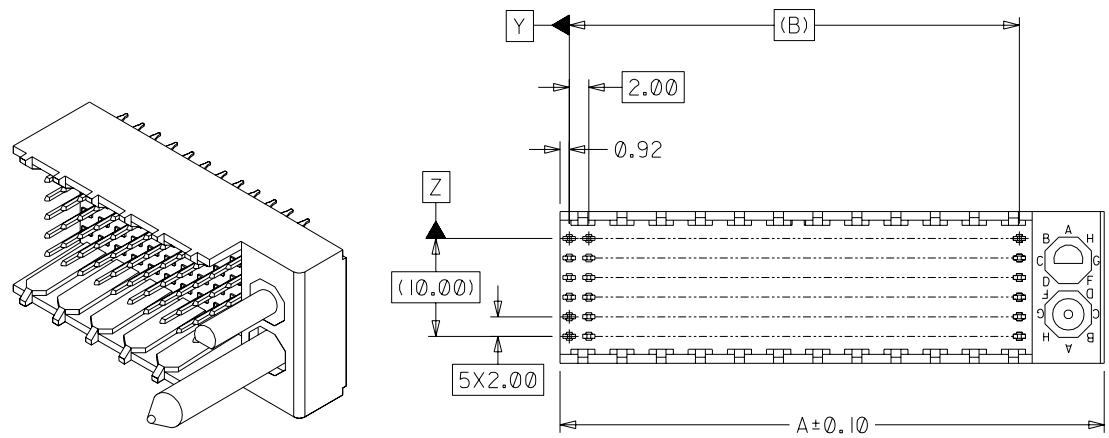 Y
(B)
2.00
0.92
Z
(10.00)
5X2.00
A±0.10
B A H
C G
D F
F D
G C
H A B